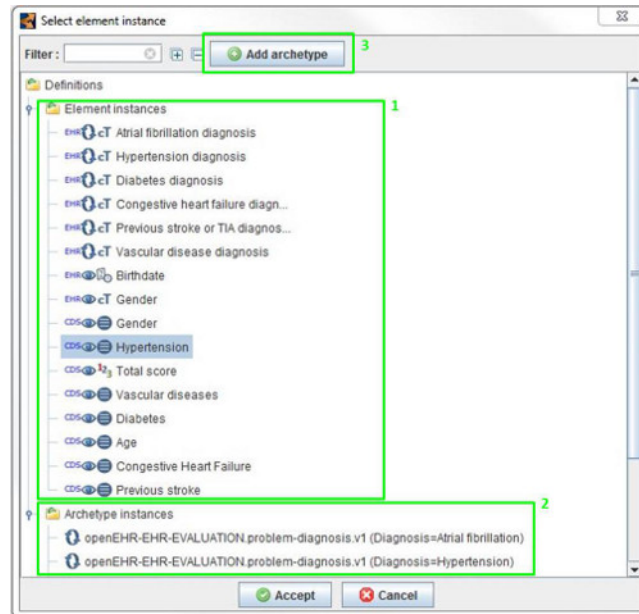 Select element instance
Filter : Add archetype 3
Definitions
Element instances 1
EHR cT Atrial fibrillation diagnosis
EHR cT Hypertension diagnosis
EHR cT Diabetes diagnosis
EHR cT Congestive heart failure diagn...
EHR cT Previous stroke or TIA diagnos...
EHR cT Vascular disease diagnosis
EHR Birthdate
EHR cT Gender
CDS Gender
CDS Hypertension
CDS 123 Total score
CDS Vascular diseases
CDS Diabetes
CDS Age
CDS Congestive Heart Failure
CDS Previous stroke
2
Archetype instances
openEHR-EHR-EVALUATION.problem-diagnosis.v1 (Diagnosis=Atrial fibrillation)
openEHR-EHR-EVALUATION.problem-diagnosis.v1 (Diagnosis=Hypertension)
Accept Cancel